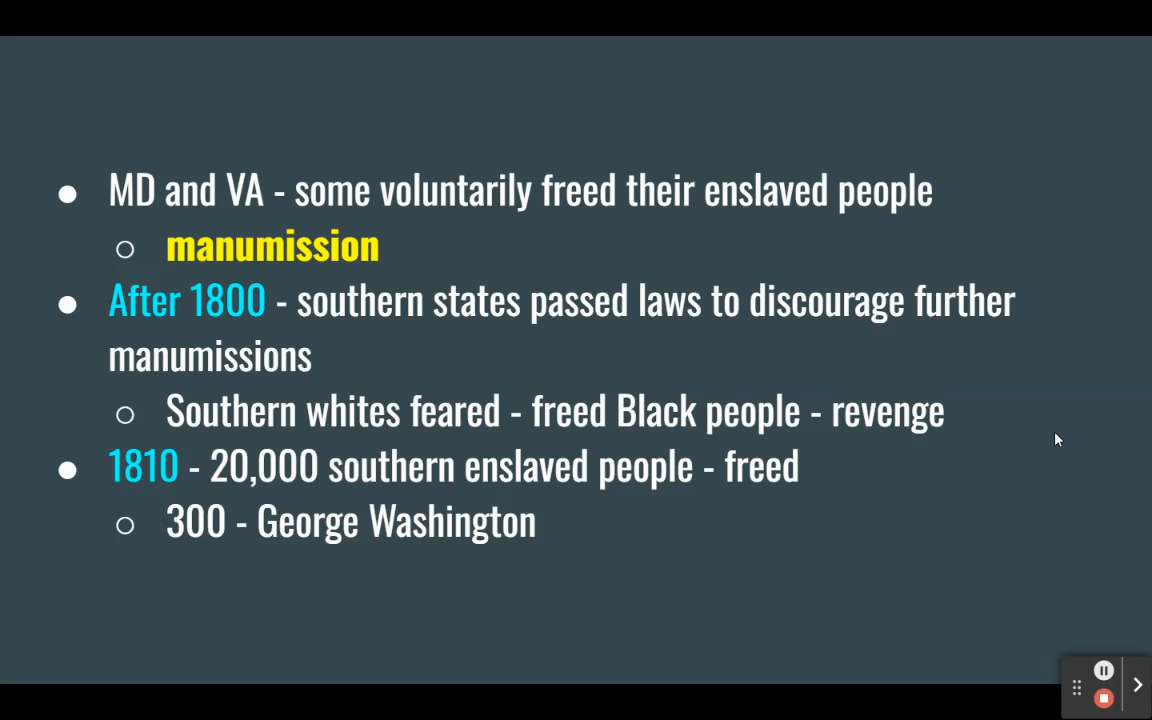 ● MD and VA - some voluntarily freed their enslaved people
○ manumission
● After 1800 - southern states passed laws to discourage further
manumissions
○ Southern whites feared - freed Black people - revenge
● 1810 - 20,000 southern enslaved people - freed
○ 300 - George Washington